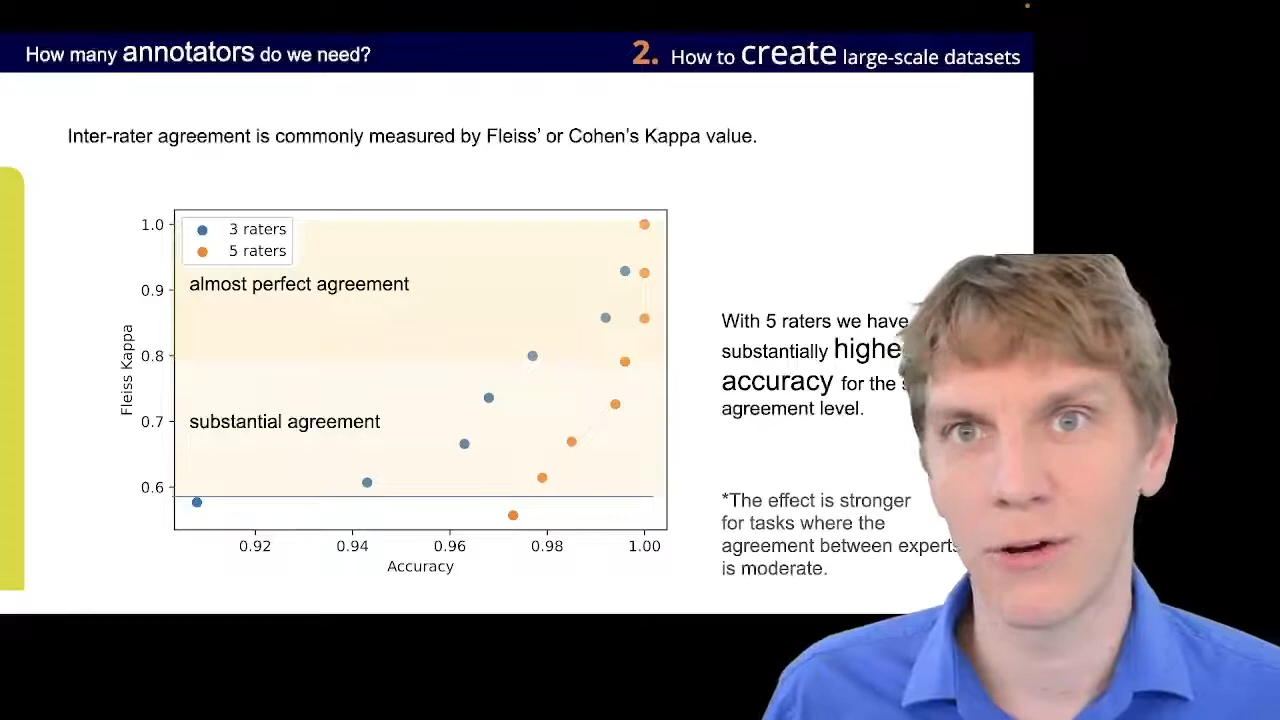 How many annotators do we need?
2. How to create large-scale datasets
Inter-rater agreement is commonly measured by Fleiss’ or Cohen’s Kappa value.
3 raters
5 raters
almost perfect agreement
substantial agreement
1.0
0.9
0.8
0.7
0.6
Fleiss Kappa
0.92 0.94 0.96 0.98 1.00
Accuracy
With 5 raters we have
substantially
accuracy for the
agreement level.
*The effect is stronger
for tasks where the
agreement between experts
is moderate.